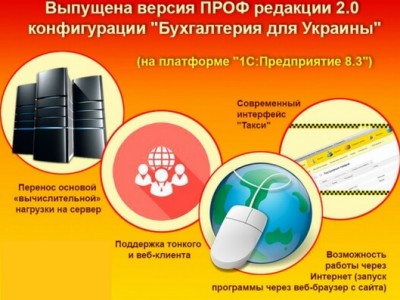 Выпущена версия ПРОФ редакции 2.0
конфигурации "Бухгалтерия для Украины"
(на платформе "1С:Предприятие 8.3")
Современный
интерфейс
"Такси"
Перенос основой
«вычислительной»
нагрузки на сервер
Поддержка тонкого
и веб-клиента
Возможность
работы через
Интернет (запуск
программы через веб-браузер с сайта)